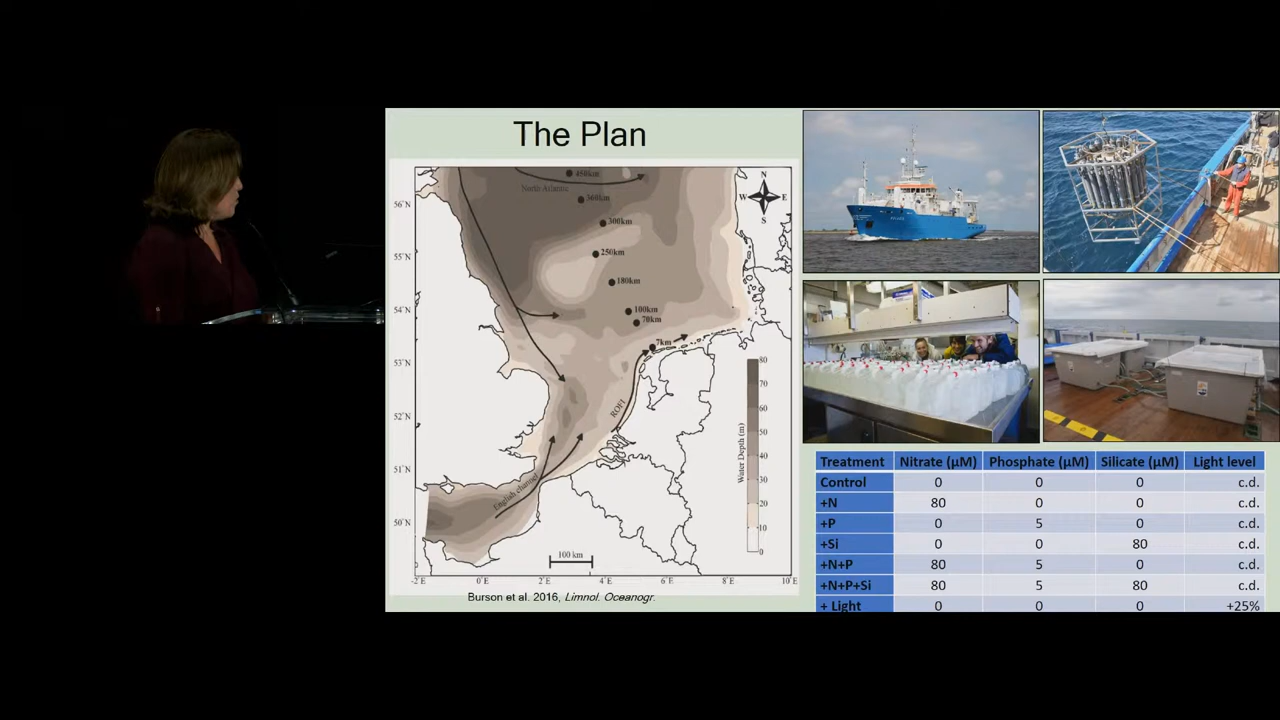 The Plan
450km
North Atlantic
360km
300km
250km
180km
100km
70km
7km
ROFI
English channel
N
W E
S
56°N
55°N
54°N
53°N
52°N
51°N
50°N
-2°E 0°E 2°E 4°E 6°E 8°E 10°E
100 km
Water Depth (m)
80
70
60
50
40
30
20
10
0
Burson et al. 2016, Limnol. Oceanogr.
Treatment Nitrate (µM) Phosphate (µM) Silicate (µM) Light level
Control 0 0 0 c.d.
+N 80 0 0 c.d.
+P 0 5 0 c.d.
+Si 0 0 80 c.d.
+N+P 80 5 0 c.d.
+N+P+Si 80 5 80 c.d.
+ Light 0 0 0 +25%